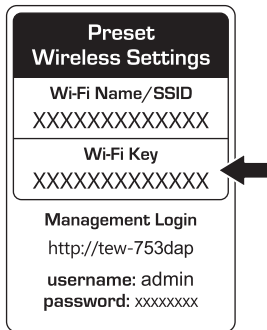 Preset
Wireless Settings
Wi-Fi Name/SSID
XXXXXXXXXXXXX
Wi-Fi Key
XXXXXXXXXXXXX
Management Login
http://tew-753dap
username: admin
password: xxxxxxxx